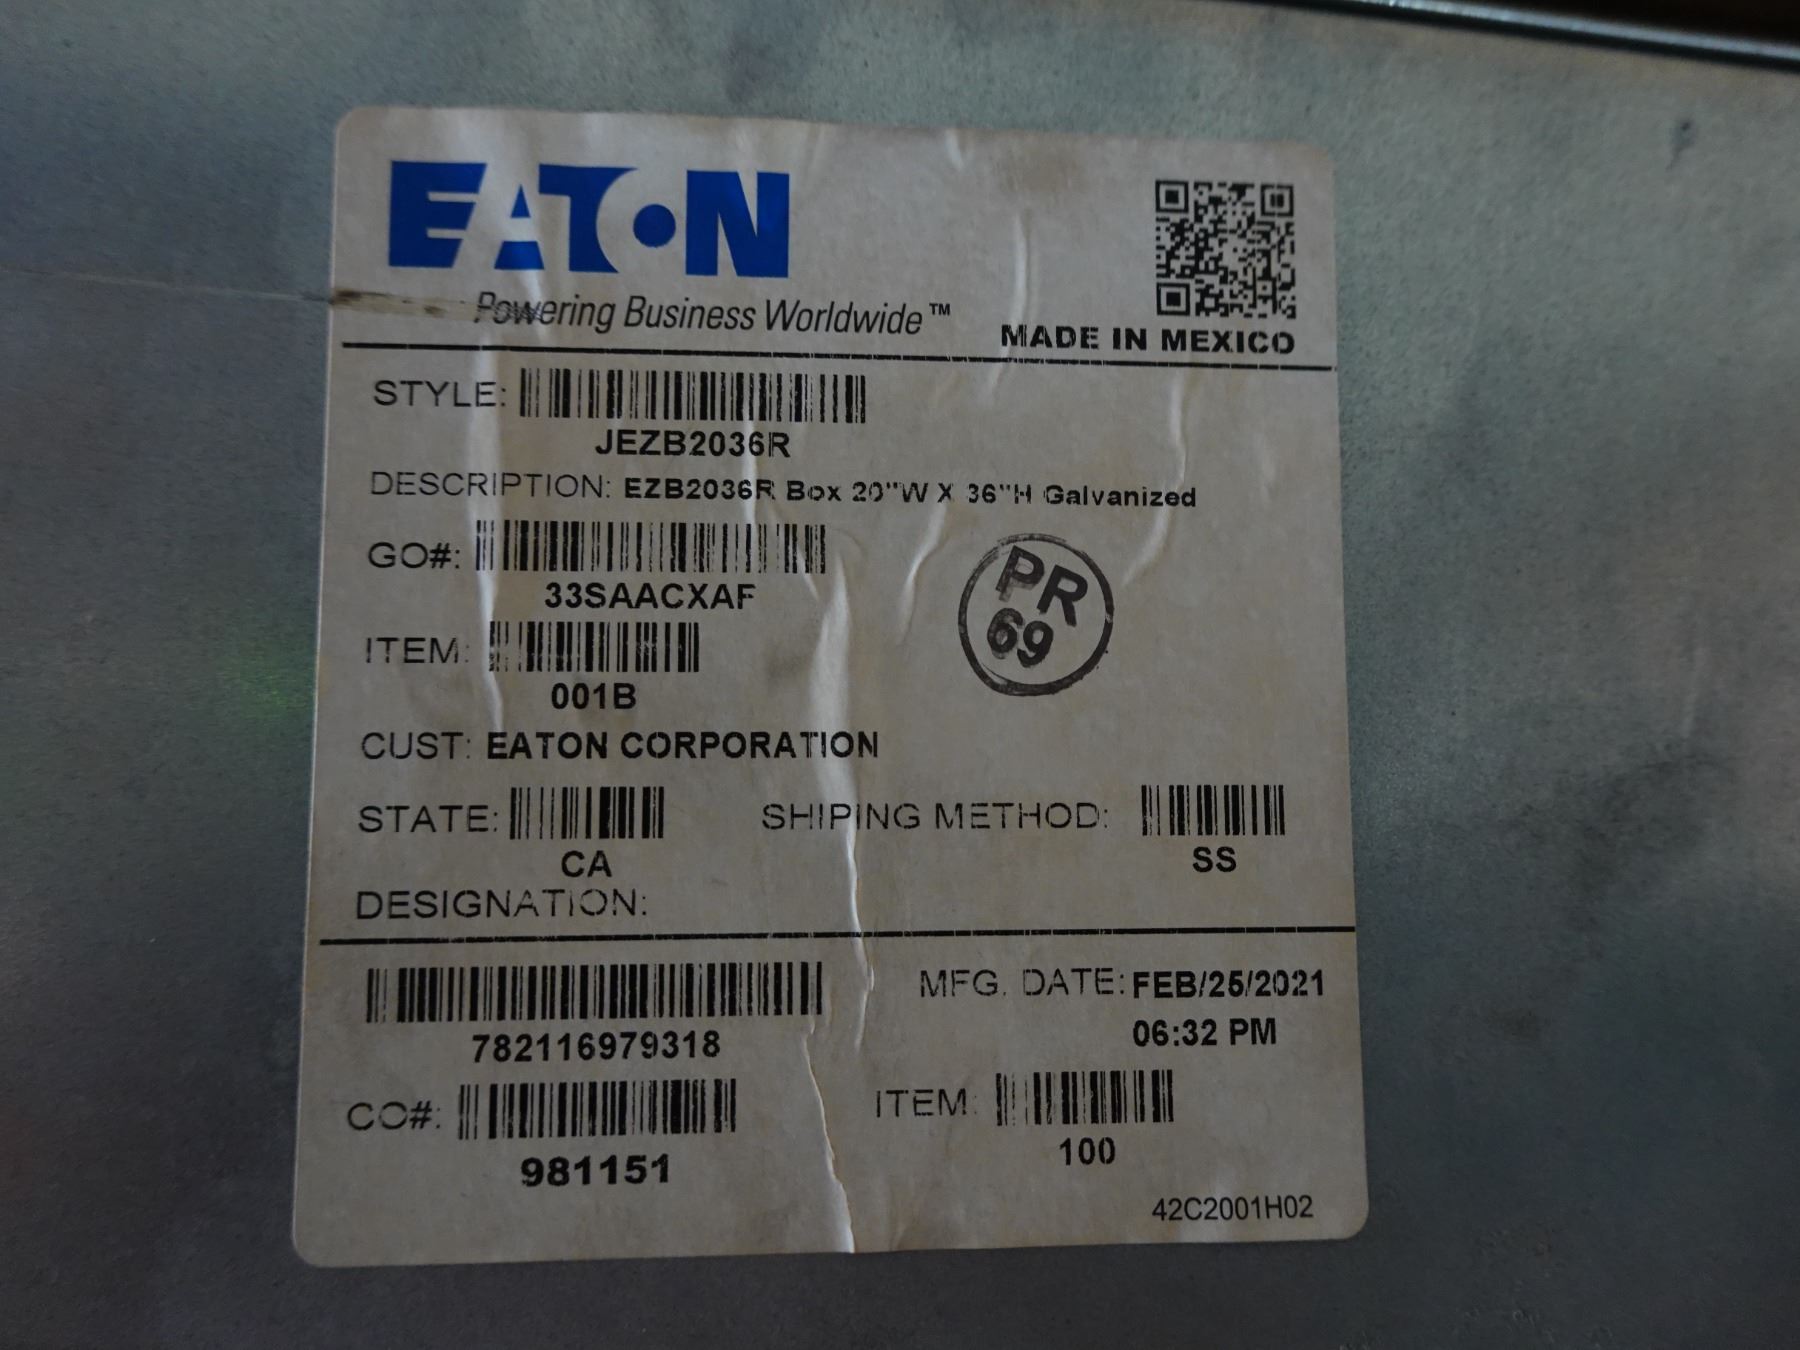 EATON
Powering Business Worldwide™
MADE IN MEXICO
STYLE:
JEZB2036R
DESCRIPTION: EZB2036R Box 20"W X 36"H Galvanized
GO#:
33SAACXAF
PR
69
ITEM:
001B
CUST: EATON CORPORATION
STATE:
CA
SHIPING METHOD:
SS
DESIGNATION:
782116979318
MFG. DATE: FEB/25/2021
06:32 PM
CO#:
981151
ITEM:
100
42C2001H02